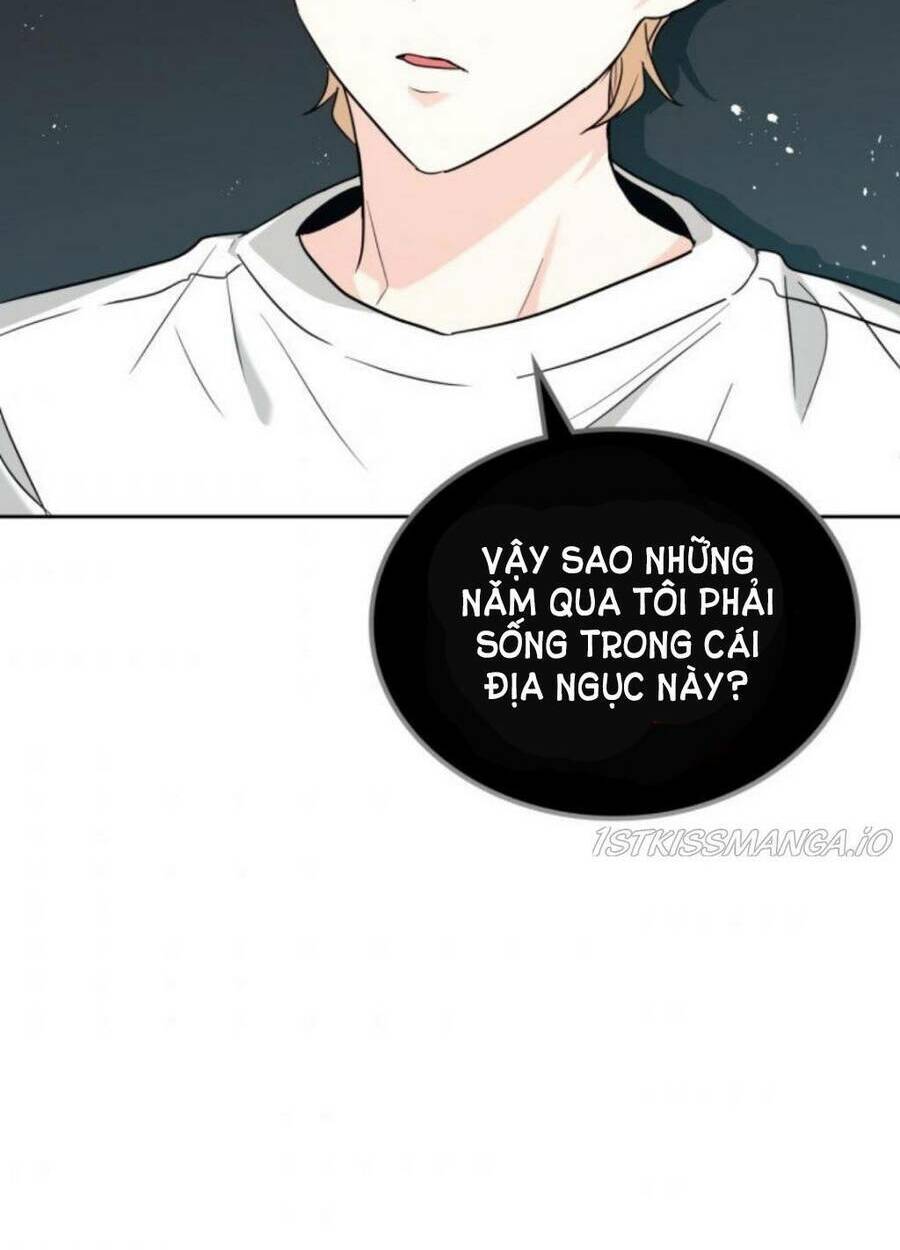 VẬY SAO NHỮNG
NĂM QUA TÔI PHẢI
SỐNG TRONG CÁI
ĐỊA NGỤC NÀY?
1STKISSMANGA.iO